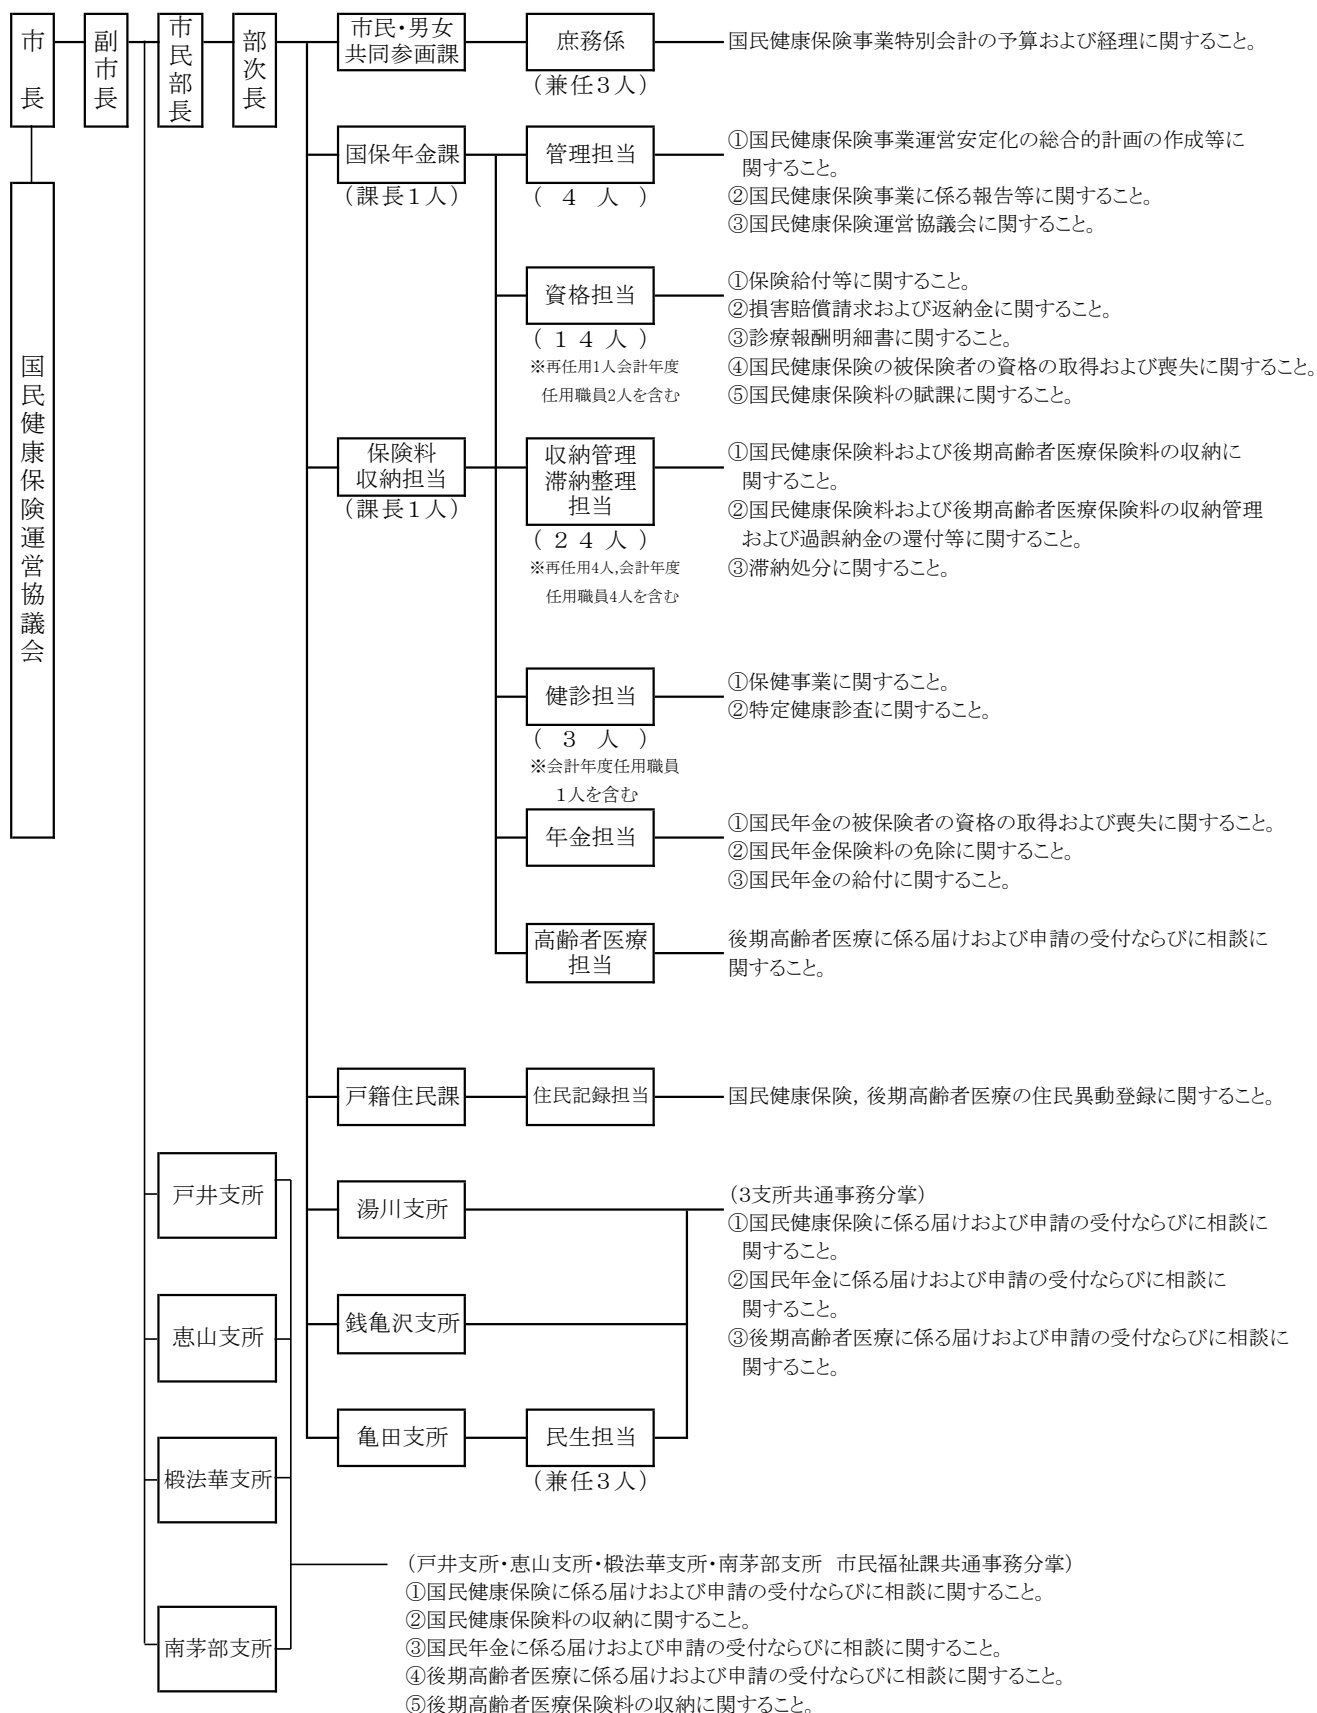 市長
副市長
市民部長
部次長
市民・男女
共同参画課
庶務係
(兼任3人)
国民健康保険事業特別会計の予算および経理に関すること。
国民健康保険運営協議会
国保年金課
(課長1人)
管理担当
(4人)
①国民健康保険事業運営安定化の総合的計画の作成等に
関すること。
②国民健康保険事業に係る報告等に関すること。
③国民健康保険運営協議会に関すること。
資格担当
(14人)
※再任用1人会計年度
任用職員2人を含む
①保険給付等に関すること。
②損害賠償請求および返納金に関すること。
③診療報酬明細書に関すること。
④国民健康保険の被保険者の資格の取得および喪失に関すること。
⑤国民健康保険料の賦課に関すること。
保険料
収納担当
(課長1人)
収納管理
滞納整理
担当
(24人)
※再任用4人,会計年度
任用職員4人を含む
①国民健康保険料および後期高齢者医療保険料の収納に
関すること。
②国民健康保険料および後期高齢者医療保険料の収納管理
および過誤納金の還付等に関すること。
③滞納処分に関すること。
健診担当
(3人)
※会計年度任用職員
1人を含む
①保健事業に関すること。
②特定健康診査に関すること。
年金担当
①国民年金の被保険者の資格の取得および喪失に関すること。
②国民年金保険料の免除に関すること。
③国民年金の給付に関すること。
高齢者医療
担当
後期高齢者医療に係る届けおよび申請の受付ならびに相談に
関すること。
戸籍住民課
住民記録担当
国民健康保険,後期高齢者医療の住民異動登録に関すること。
戸井支所
恵山支所
椴法華支所
南茅部支所
湯川支所
銭亀沢支所
亀田支所
民生担当
(兼任3人)
(3支所共通事務分掌)
①国民健康保険に係る届けおよび申請の受付ならびに相談に
関すること。
②国民年金に係る届けおよび申請の受付ならびに相談に
関すること。
③後期高齢者医療に係る届けおよび申請の受付ならびに相談に
関すること。
(戸井支所・恵山支所・椴法華支所・南茅部支所 市民福祉課共通事務分掌)
①国民健康保険に係る届けおよび申請の受付ならびに相談に関すること。
②国民健康保険料の収納に関すること。
③国民年金に係る届けおよび申請の受付ならびに相談に関すること。
④後期高齢者医療に係る届けおよび申請の受付ならびに相談に関すること。
⑤後期高齢者医療保険料の収納に関すること。